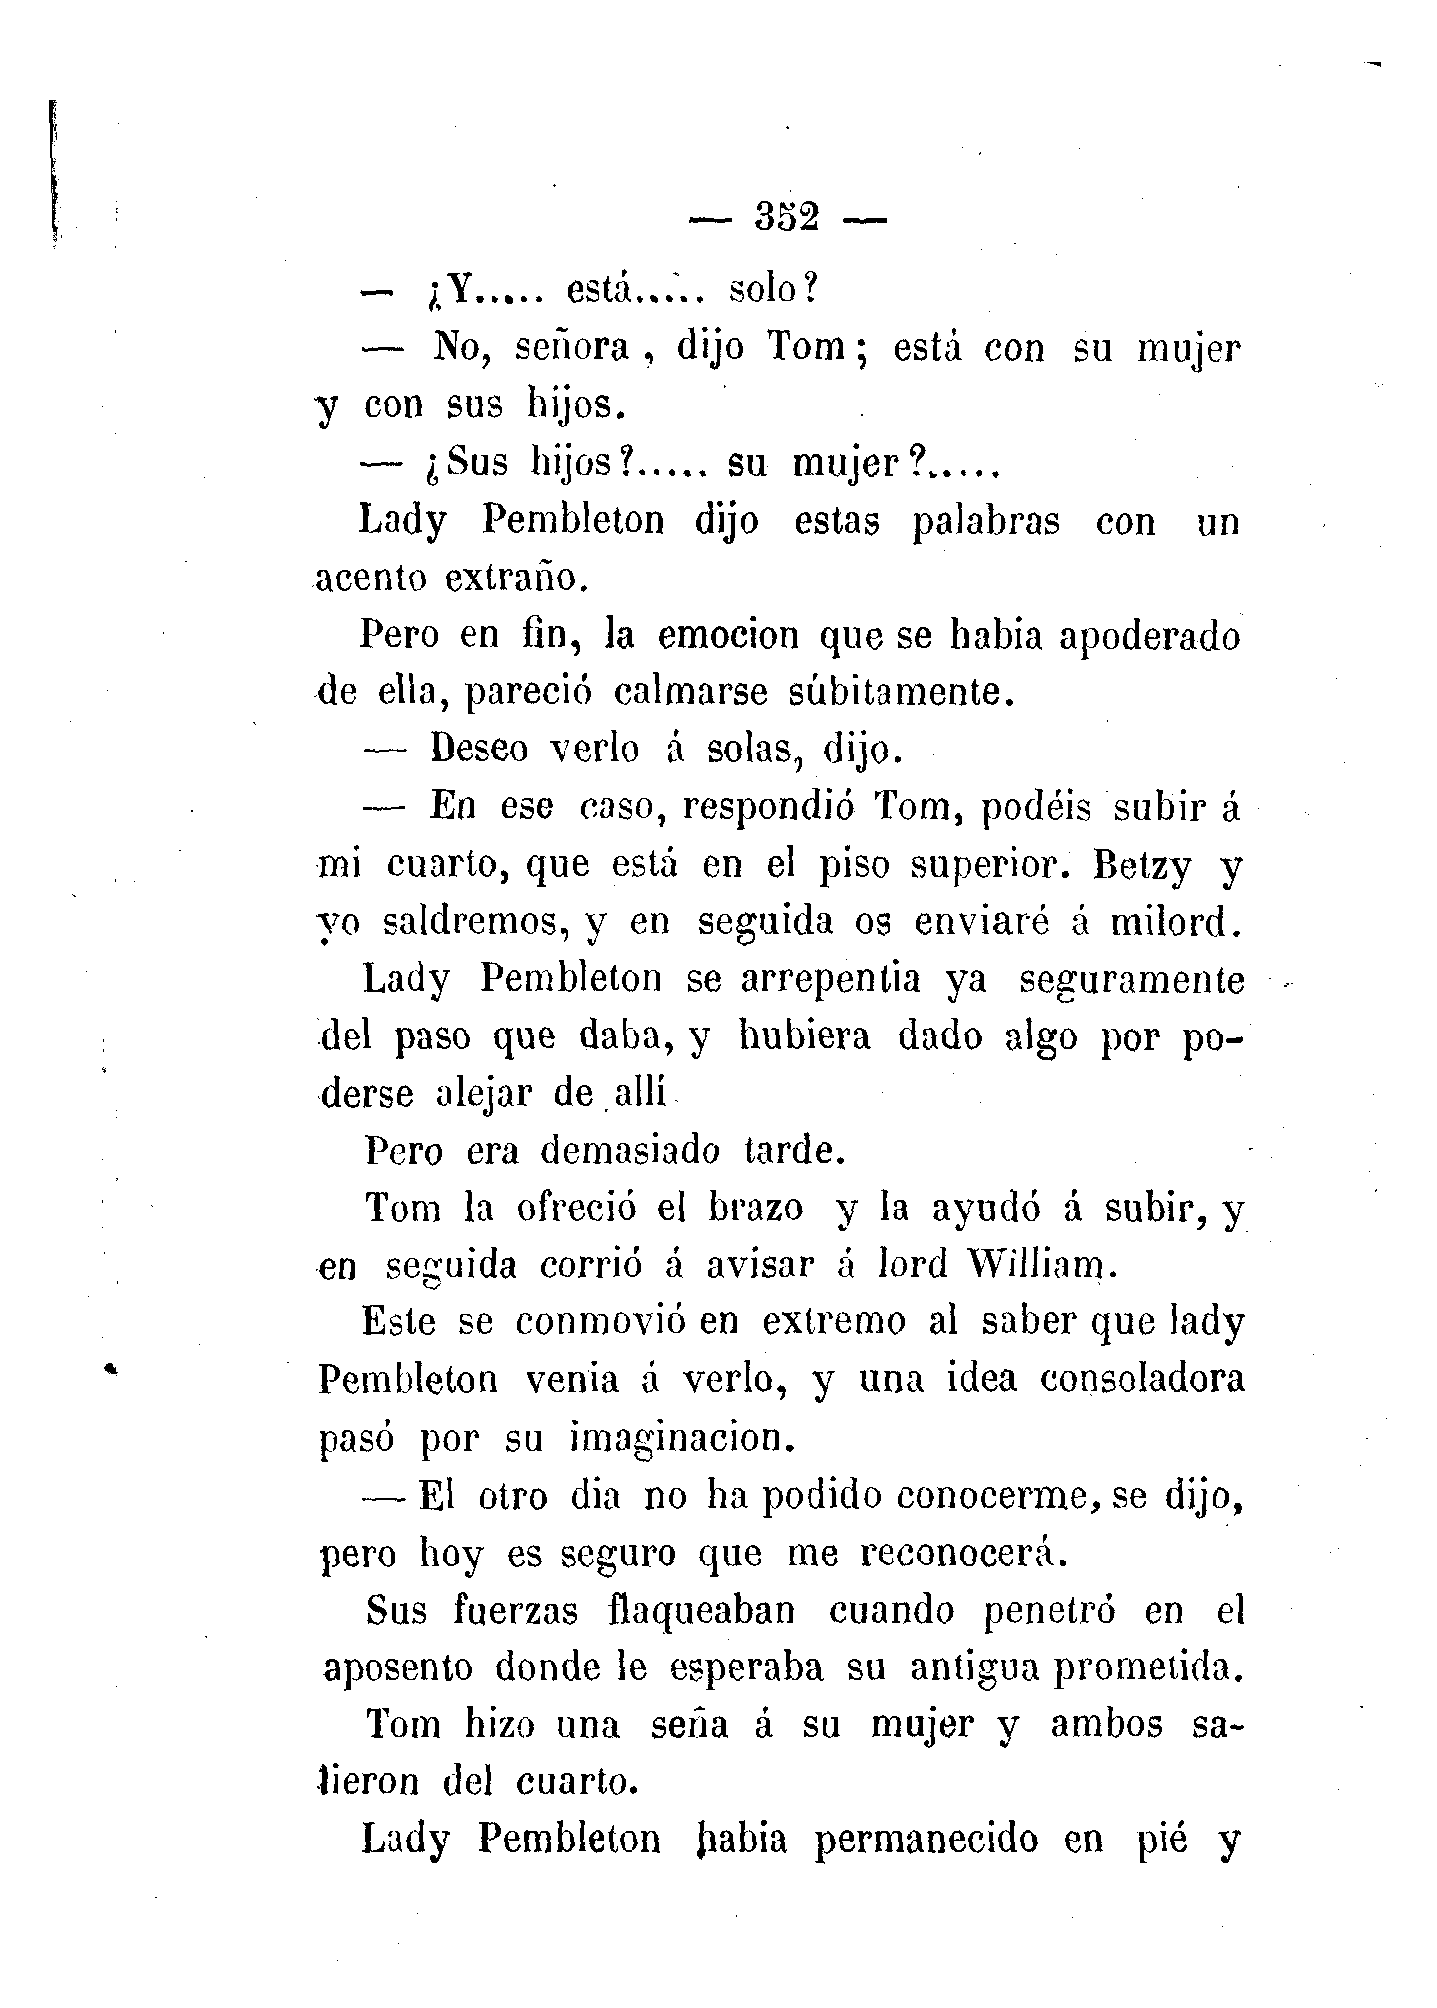 — 352 —
— ¿Y..... está..... solo?
— No, señora, dijo Tom; está con su mujer
y con sus hijos.
— ¿Sus hijos?..... su mujer?.....
Lady Pembleton dijo estas palabras con un
acento extraño.
Pero en fin, la emocion que se habia apoderado
de ella, pareció calmarse súbitamente.
— Deseo verlo á solas, dijo.
— En ese caso, respondió Tom, podéis subir á
mi cuarto, que está en el piso superior. Betzy y
yo saldremos, y en seguida os enviaré á milord.
Lady Pembleton se arrepentia ya seguramente
del paso que daba, y hubiera dado algo por po-
derse alejar de allí
Pero era demasiado tarde.
Tom la ofreció el brazo y la ayudó á subir, y
en seguida corrió á avisar á lord William.
Este se conmovió en extremo al saber que lady
Pembleton venia á verlo, y una idea consoladora
pasó por su imaginacion.
— El otro dia no ha podido conocerme, se dijo,
pero hoy es seguro que me reconocerá.
Sus fuerzas flaqueaban cuando penetró en el
aposento donde le esperaba su antigua prometida.
Tom hizo una seña á su mujer y ambos sa-
lieron del cuarto.
Lady Pembleton habia permanecido en pié y